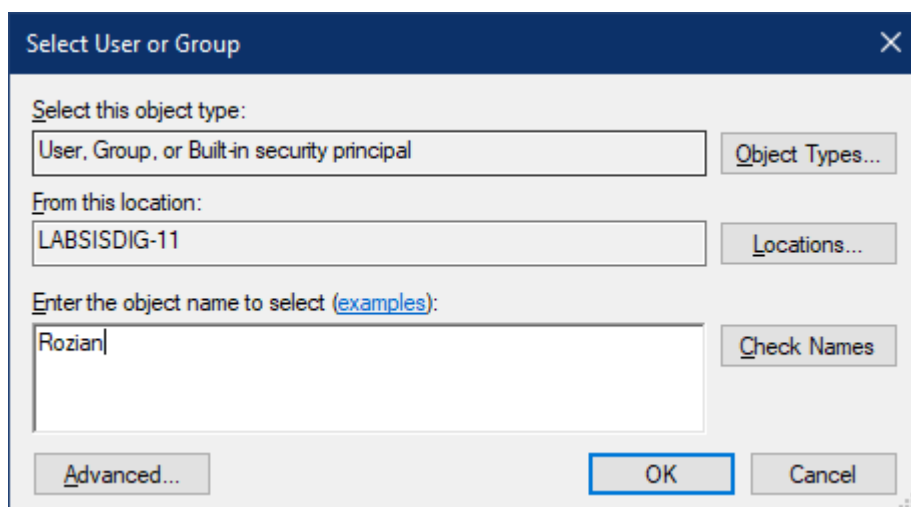 Select User or Group
Select this object type:
User, Group, or Built-in security principal
Object Types...
From this location:
LABSISDIG-11
Locations...
Enter the object name to select (examples):
Rozian
Check Names
Advanced...
OK
Cancel